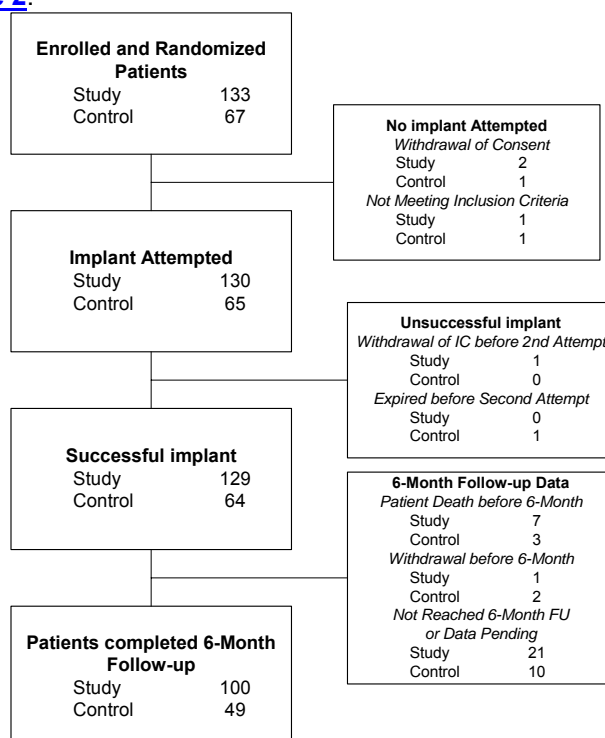 2.
Enrolled and Randomized
Patients
Study 133
Control 67
No implant Attempted
Withdrawal of Consent
Study 2
Control 1
Not Meeting Inclusion Criteria
Study 1
Control 1
Implant Attempted
Study 130
Control 65
Unsuccessful implant
Withdrawal of IC before 2nd Attempt
Study 1
Control 0
Expired before Second Attempt
Study 0
Control 1
Successful implant
Study 129
Control 64
6-Month Follow-up Data
Patient Death before 6-Month
Study 7
Control 3
Withdrawal before 6-Month
Study 1
Control 2
Not Reached 6-Month FU
or Data Pending
Study 21
Control 10
Patients completed 6-Month
Follow-up
Study 100
Control 49